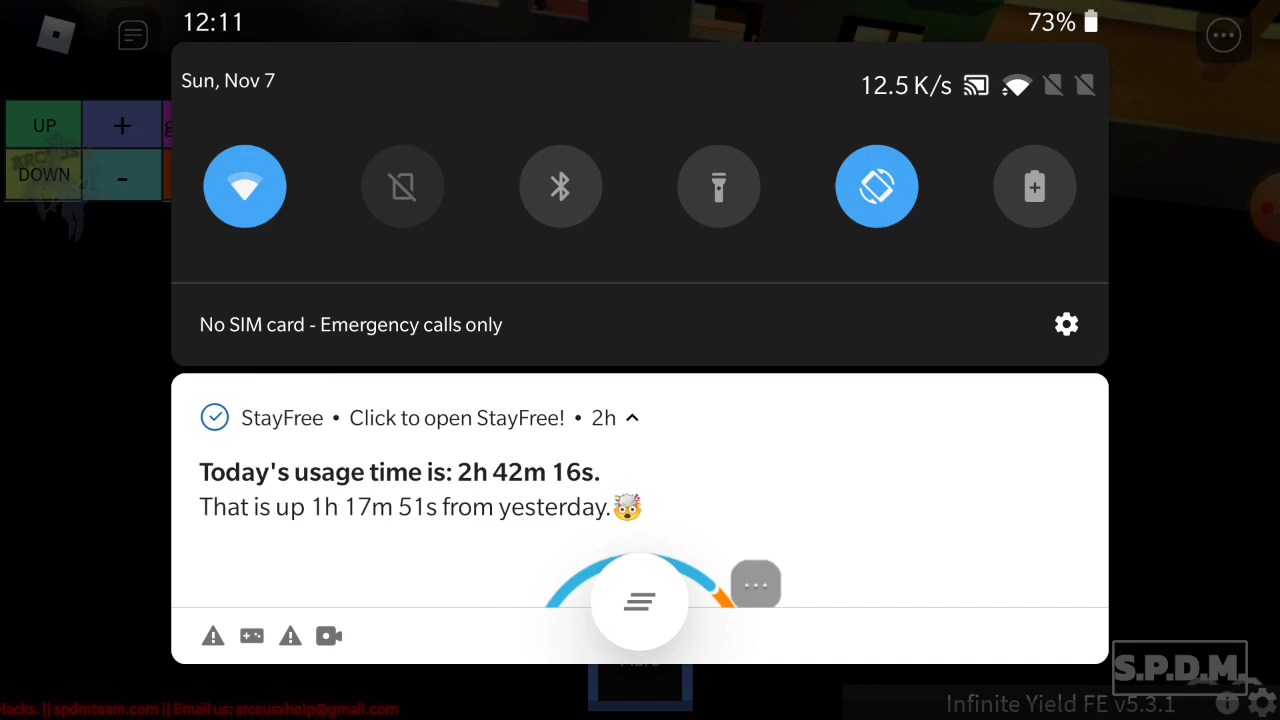 12:11
73%
Sun, Nov 7
12.5 K/s
UP
+
DOWN
-
No SIM card - Emergency calls only
StayFree • Click to open StayFree! • 2h
Today's usage time is: 2h 42m 16s.
That is up 1h 17m 51s from yesterday.🤯
S.P.D.M.
Infinite Yield FE v5.3.1
Hacks. || spdmteam.com || Email us: arceusxhelp@gmail.com